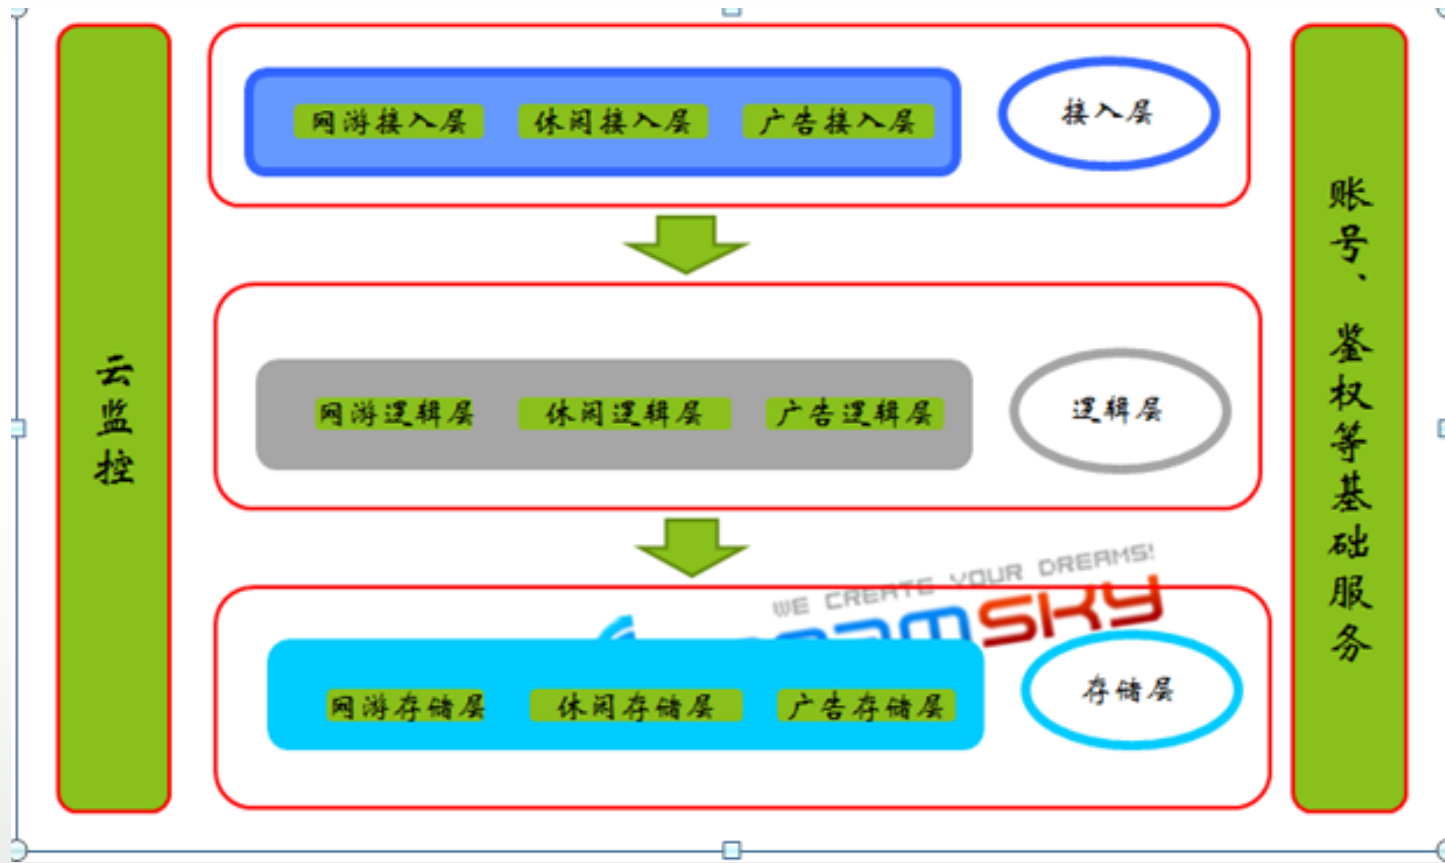 云监控
网游接入层 休闲接入层 广告接入层 接入层
网游逻辑层 休闲逻辑层 广告逻辑层 逻辑层
WE CREATE YOUR DREAMS!
SKY
网游存储层 休闲存储层 广告存储层 存储层
账号、鉴权等基础服务